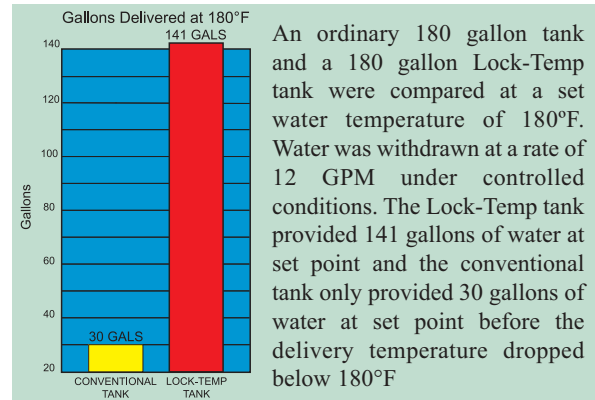 Gallons Delivered at 180°F
141 GALS
140
120
100
80
60
40
20
Gallons
30 GALS
CONVENTIONAL
TANK
LOCK-TEMP
TANK
An ordinary 180 gallon tank
and a 180 gallon Lock-Temp
tank were compared at a set
water temperature of 180ºF.
Water was withdrawn at a rate of
12 GPM under controlled
conditions. The Lock-Temp tank
provided 141 gallons of water at
set point and the conventional
tank only provided 30 gallons of
water at set point before the
delivery temperature dropped
below 180°F